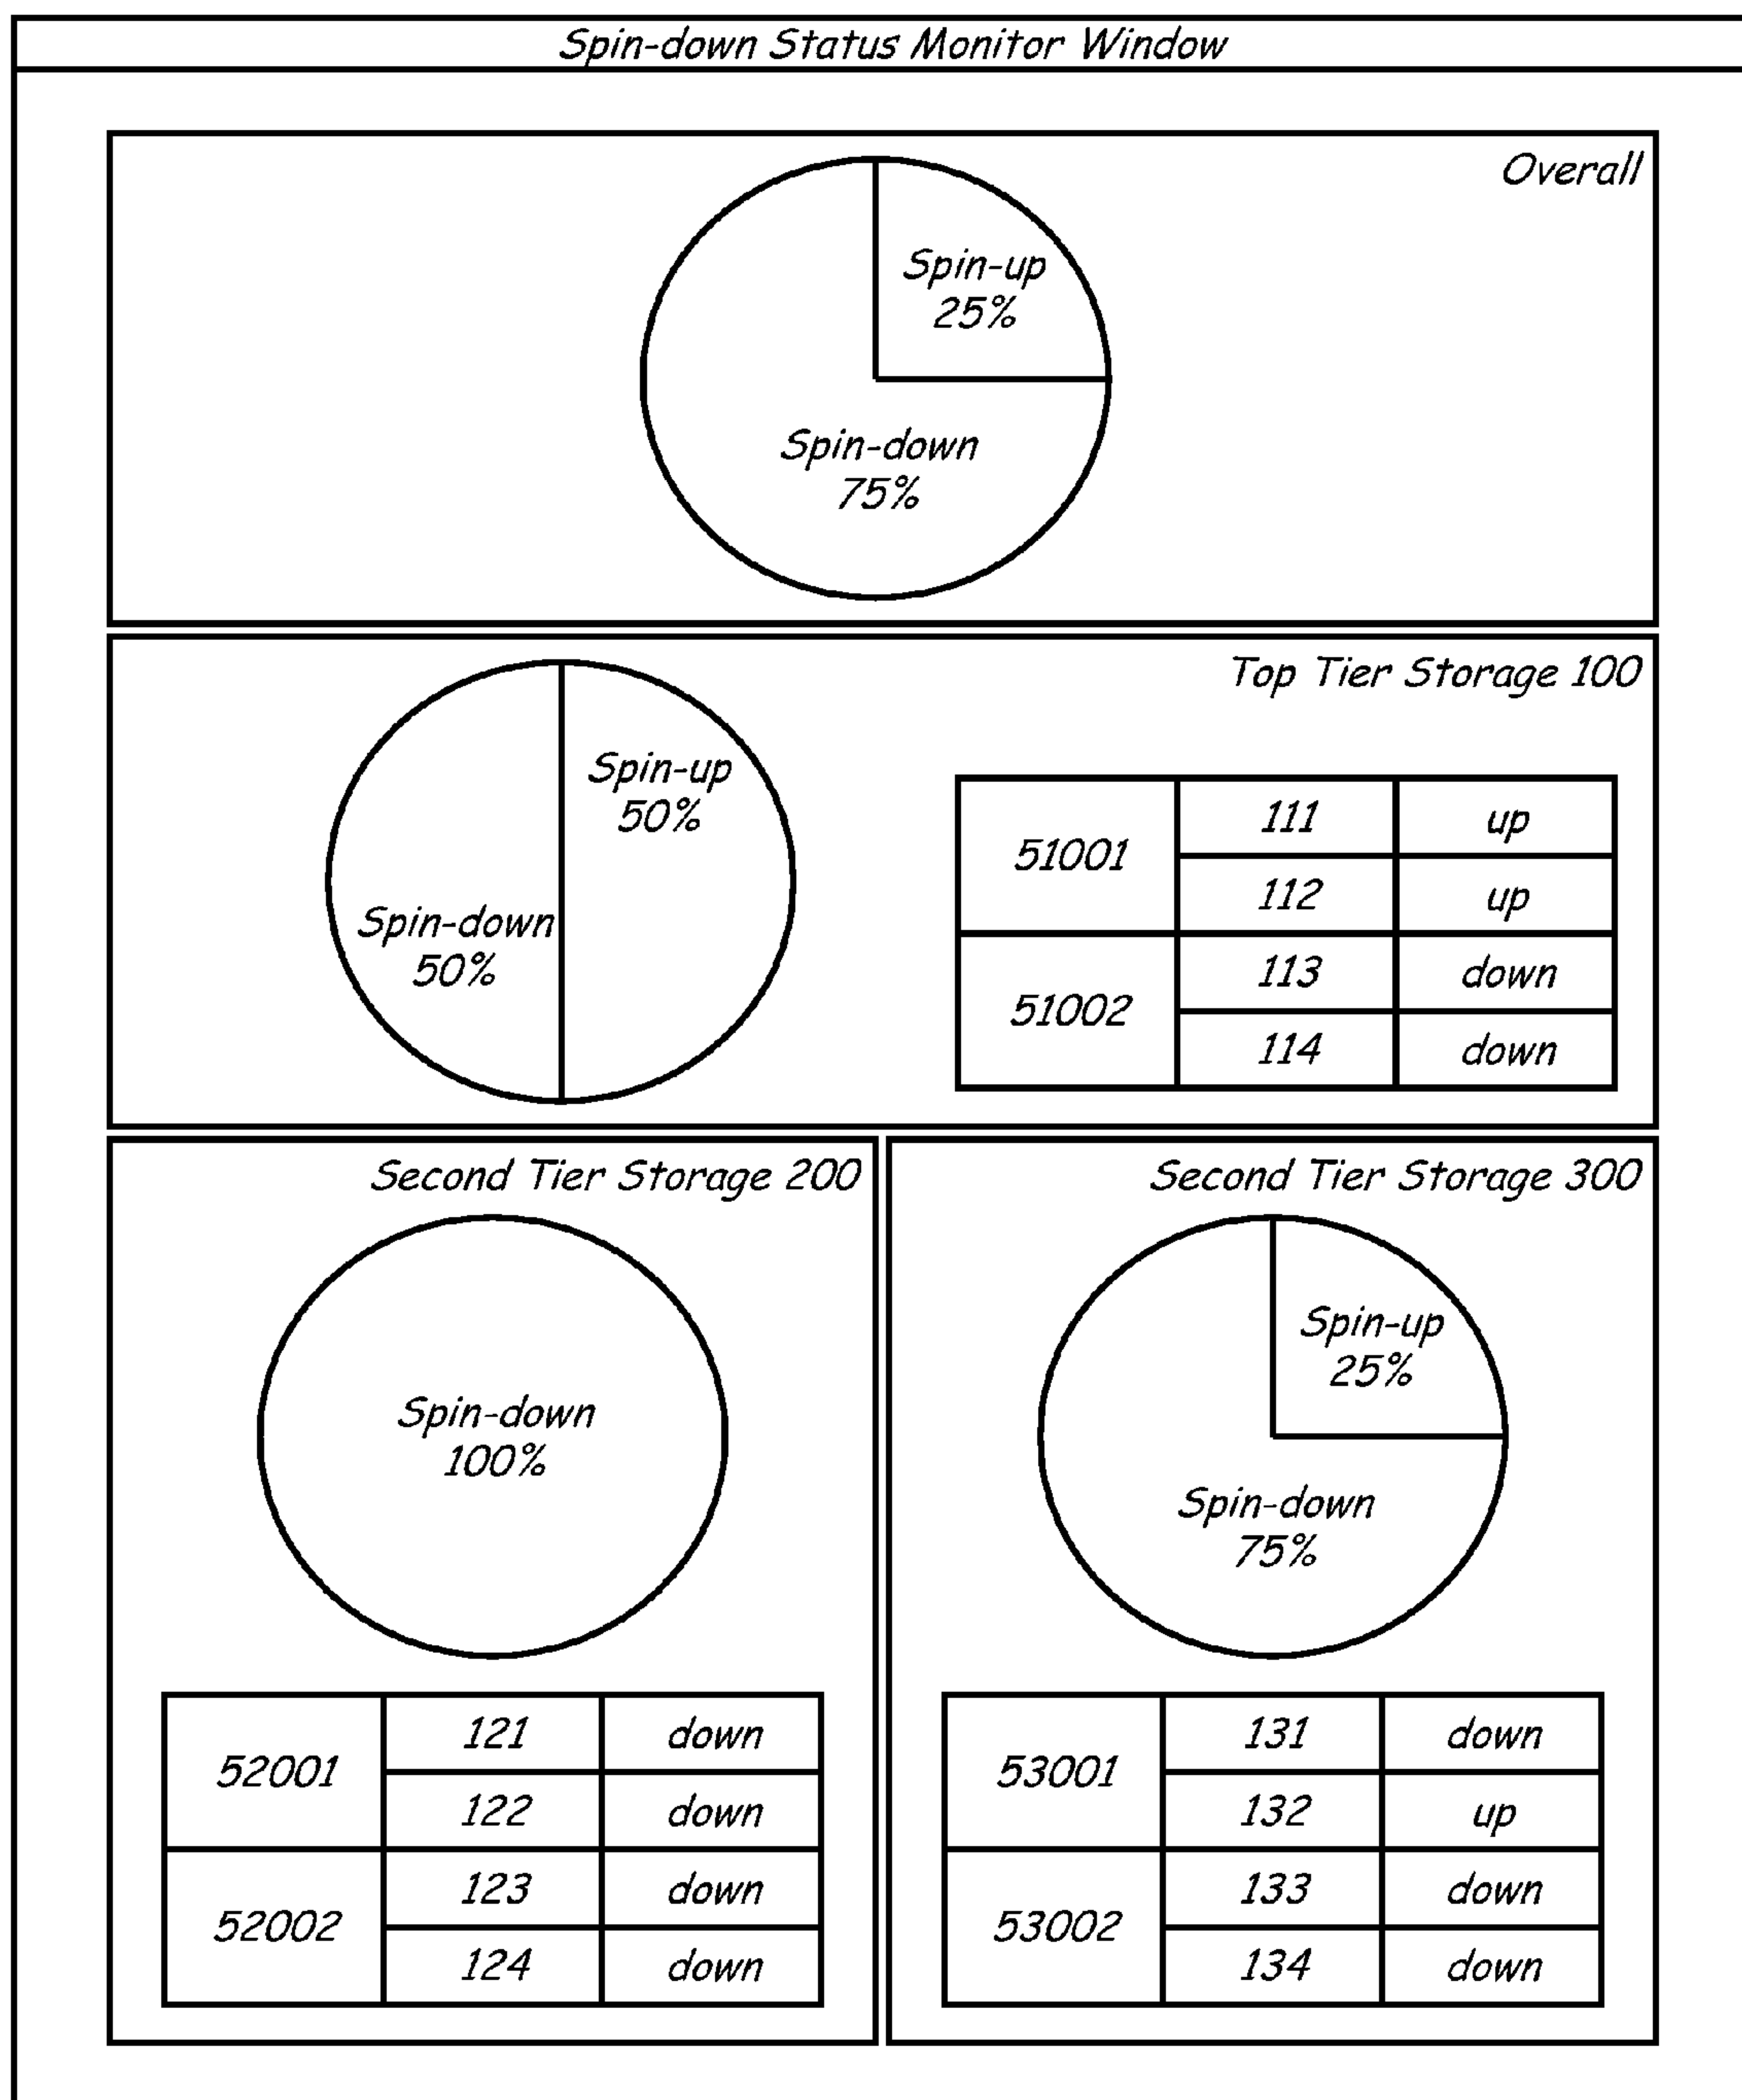 Spin-down Status Monitor Window
Overall
Spin-up
25%
Spin-down
75%
Top Tier Storage 100
Spin-up
50%
Spin-down
50%
51001
111 up
112 up
51002
113 down
114 down
Second Tier Storage 200
Spin-down
100%
52001
121 down
122 down
52002
123 down
124 down
Second Tier Storage 300
Spin-up
25%
Spin-down
75%
53001
131 down
132 up
53002
133 down
134 down